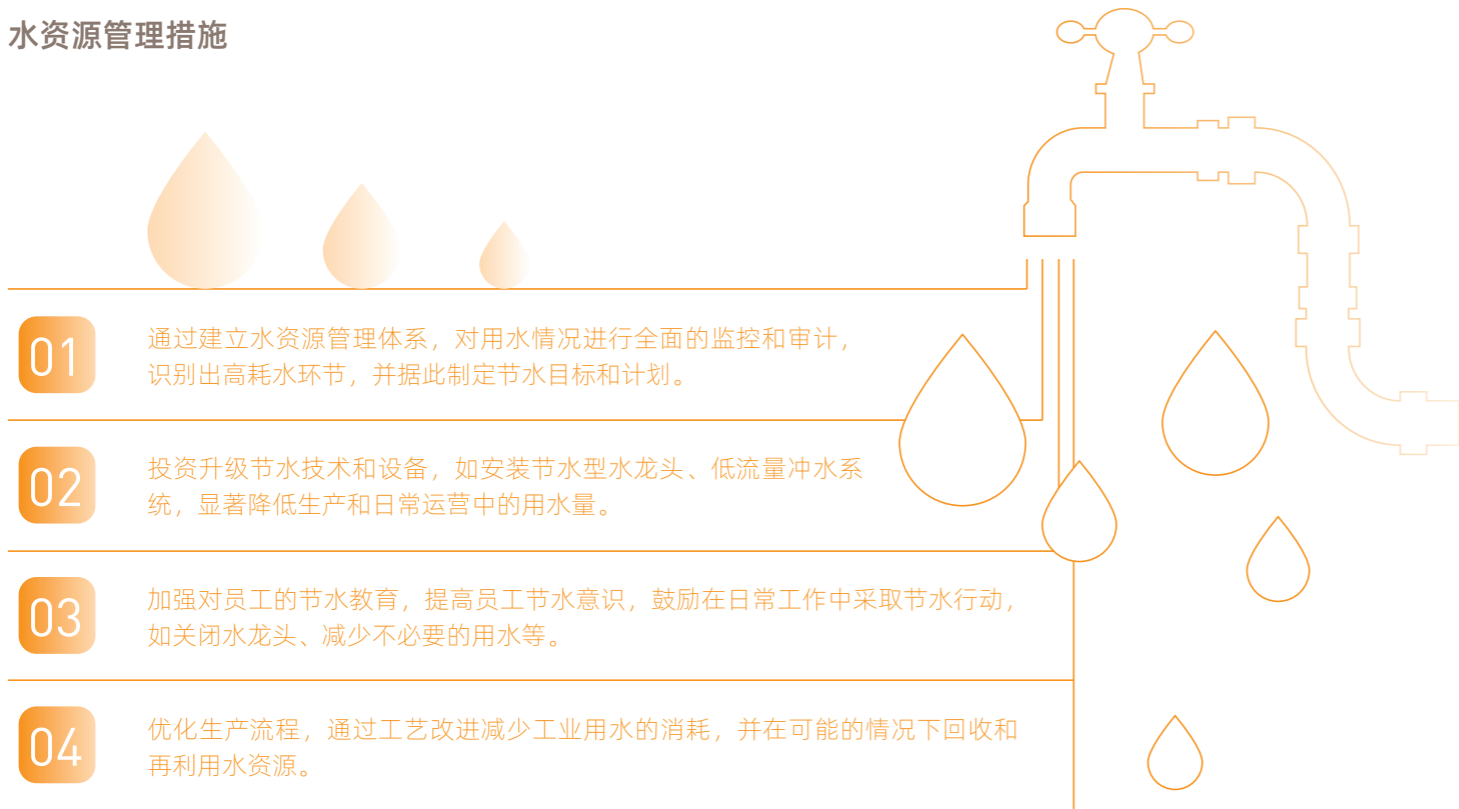 水资源管理措施
01
通过建立水资源管理体系，对用水情况进行全面的监控和审计，
识别出高耗水环节，并据此制定节水目标和计划。
02
投资升级节水技术和设备，如安装节水型水龙头、低流量冲水系
统，显著降低生产和日常运营中的用水量。
03
加强对员工的节水教育，提高员工节水意识，鼓励在日常工作中采取节水行动，
如关闭水龙头、减少不必要的用水等。
04
优化生产流程，通过工艺改进减少工业用水的消耗，并在可能的情况下回收和
再利用水资源。